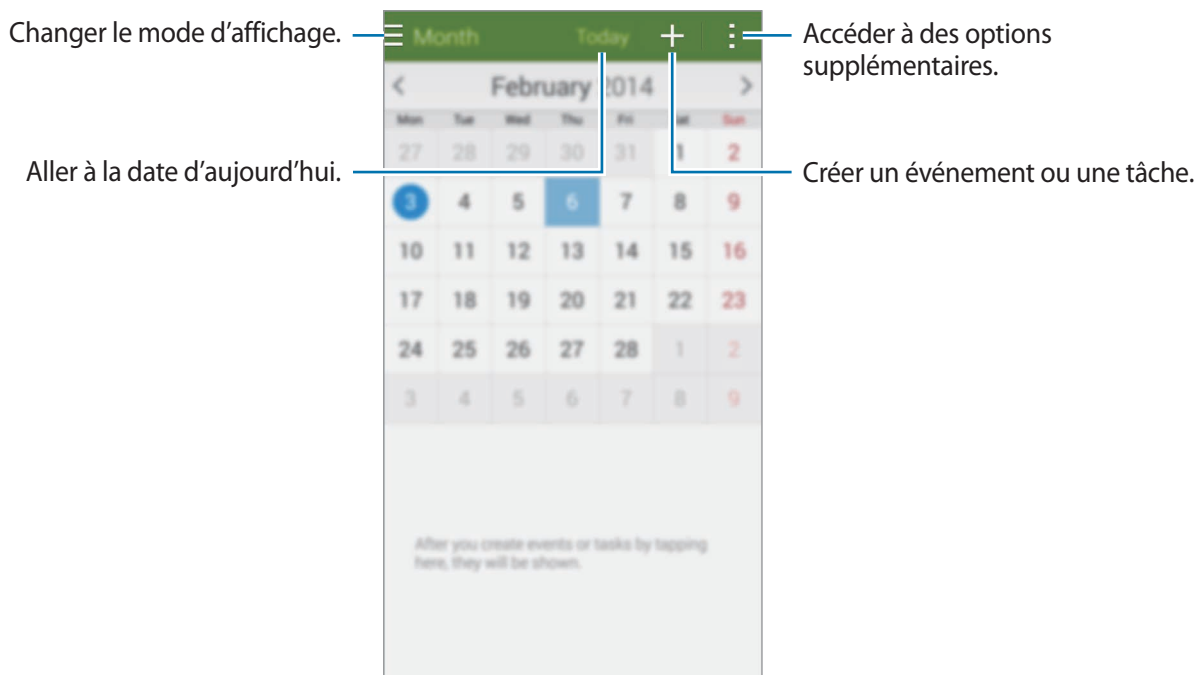 Changer le mode d'affichage.
Month Today
Accéder à des options
supplémentaires.
February 2014
Mon Tue Wed Thu Fri Sat Sun
27 28 29 30 31 1 2
Aller à la date d'aujourd'hui.
Créer un événement ou une tâche.
3 4 5 6 7 8 9
10 11 12 13 14 15 16
17 18 19 20 21 22 23
24 25 26 27 28 1 2
3 4 5 6 7 8 9
After you create events or tasks by tapping
here, they will be shown.